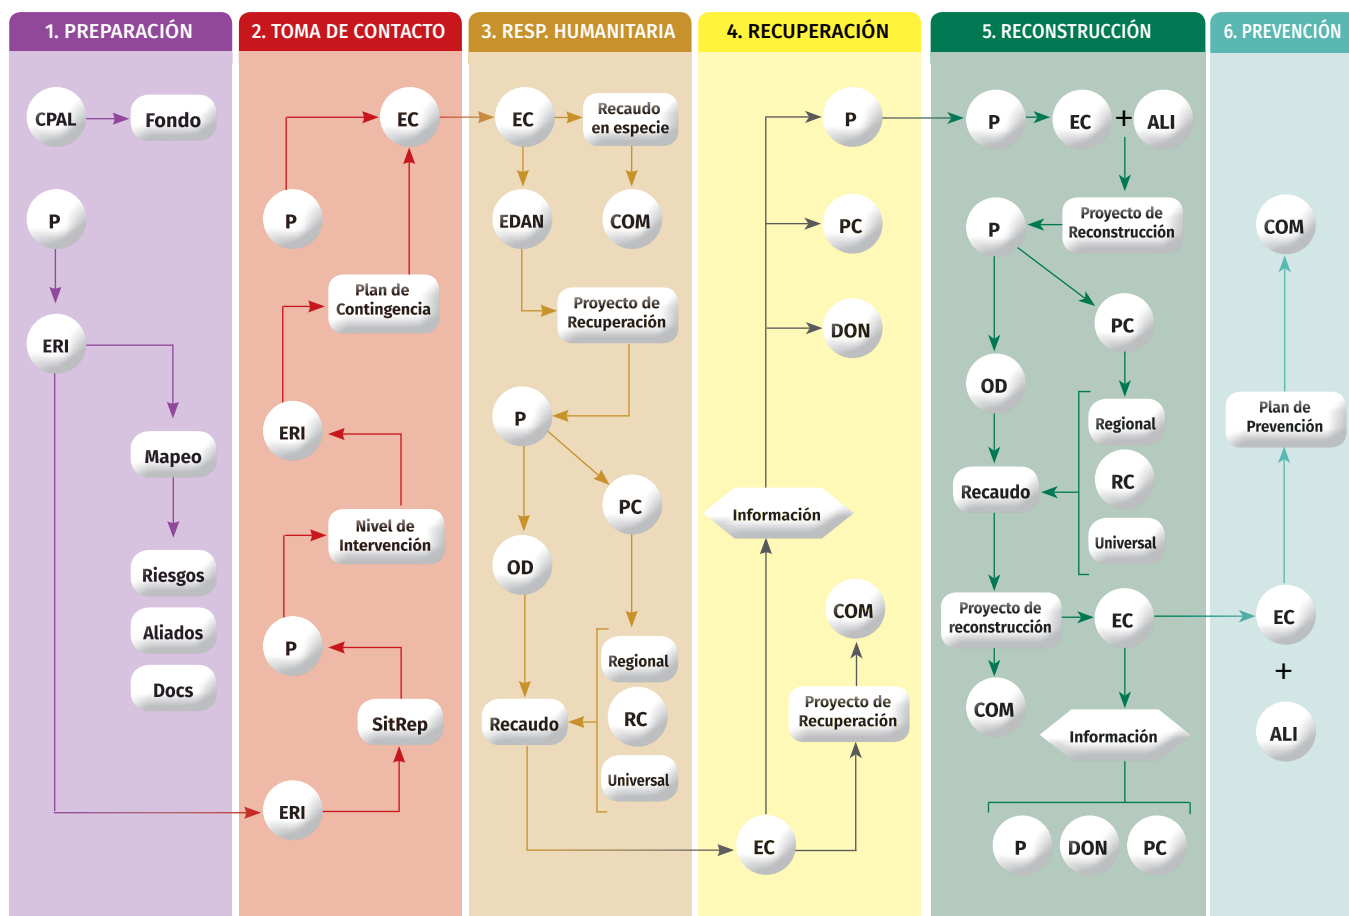 1. PREPARACIÓN
CPAL
Fondo
P
ERI
Mapeo
Riesgos
Aliados
Docs
2. TOMA DE CONTACTO
EC
P
Plan de
Contingencia
ERI
Nivel de
Intervención
P
SitRep
ERI
3. RESP. HUMANITARIA
EC
Recaudo
en especie
EDAN
COM
Proyecto de
Recuperación
P
PC
OD
Regional
Recaudo
RC
Universal
4. RECUPERACIÓN
P
PC
DON
Información
COM
Proyecto de
Recuperación
EC
5. RECONSTRUCCIÓN
P
EC
+
ALI
P
Proyecto de
Reconstrucción
PC
OD
Regional
Recaudo
RC
Universal
Proyecto de
reconstrucción
EC
COM
Información
P
DON
PC
6. PREVENCIÓN
COM
Plan de
Prevención
EC
+
ALI